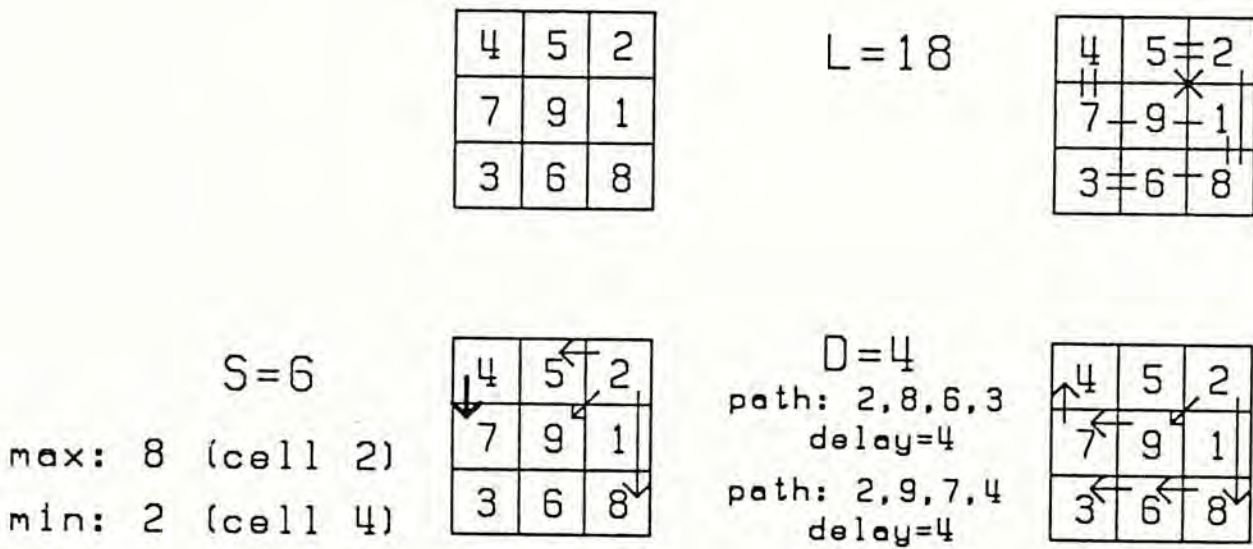 4 5 2
7 9 1
3 6 8
L=18
4 5 2
7 9 1
3 6 8
S=6
max: 8 (cell 2)
min: 2 (cell 4)
4 5 2
7 9 1
3 6 8
D=4
path: 2,8,6,3
delay=4
path: 2,9,7,4
delay=4
4 5 2
7 9 1
3 6 8